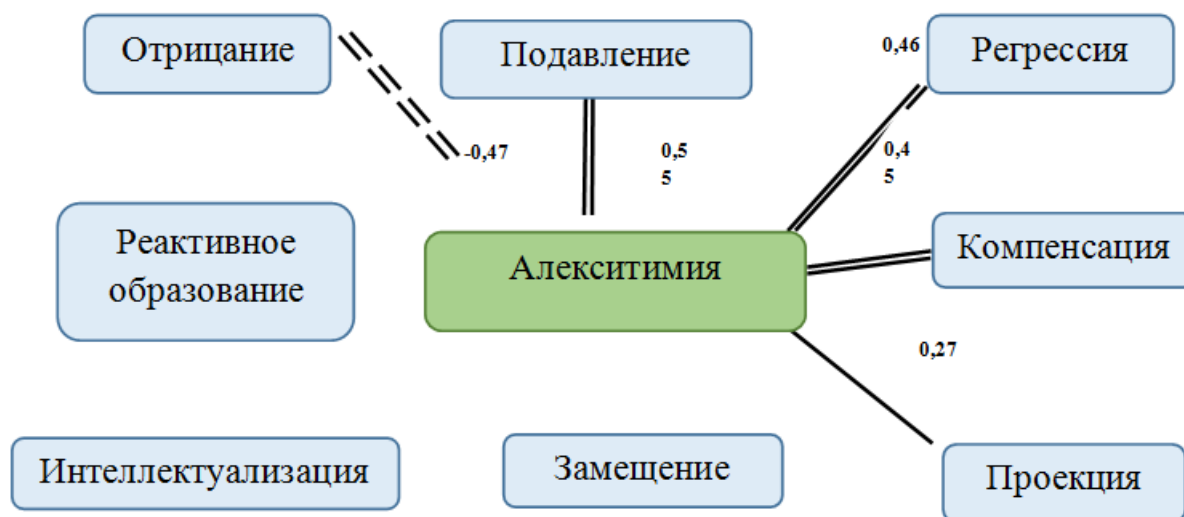 Отрицание
Подавление
0,46
Регрессия
-0,47
0,5
5
0,4
5
Реактивное
образование
Алекситимия
Компенсация
0,27
Интеллектуализация
Замещение
Проекция